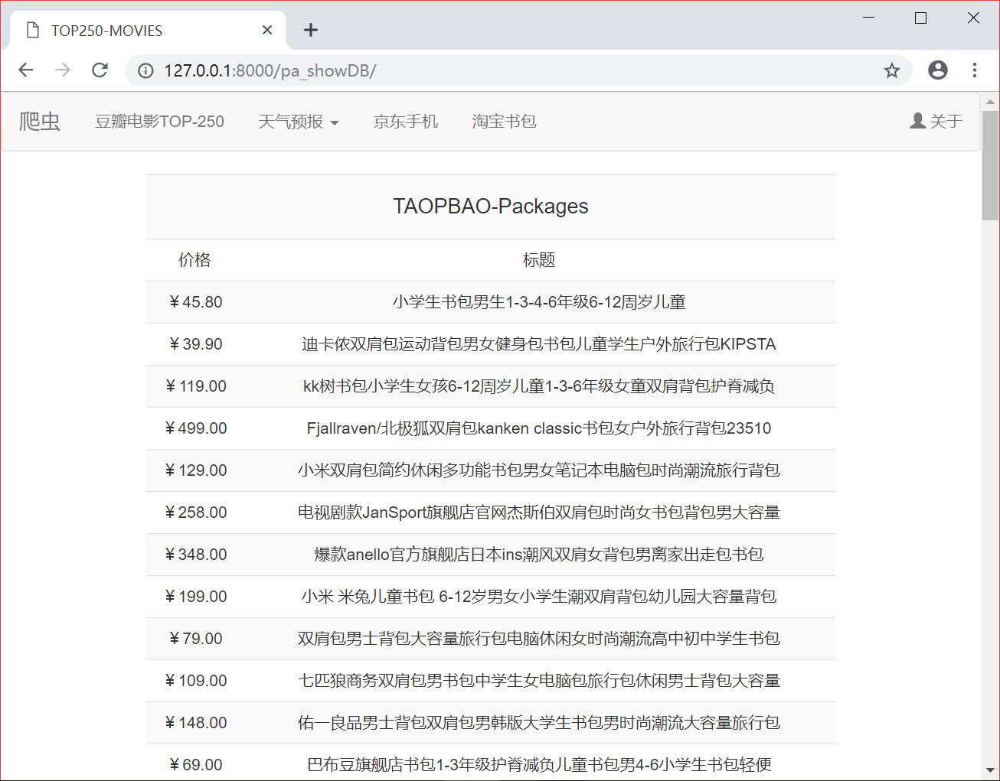 TOP250-MOVIES
127.0.0.1:8000/pa_showDB/
爬虫 豆瓣电影TOP-250 天气预报 京东手机 淘宝书包 关于
TAOPBAO-Packages
价格 标题
￥45.80 小学生书包男生1-3-4-6年级6-12周岁儿童
￥39.90 迪卡侬双肩包运动背包男女健身包书包儿童学生户外旅行包KIPSTA
￥119.00 kk树书包小学生女孩6-12周岁儿童1-3-6年级女童双肩背包护脊减负
￥499.00 Fjallraven/北极狐双肩包kanken classic书包女户外旅行背包23510
￥129.00 小米双肩包简约休闲多功能书包男女笔记本电脑包时尚潮流旅行背包
￥258.00 电视剧款JanSport旗舰店官网杰斯伯双肩包时尚女书包背包男大容量
￥348.00 爆款anello官方旗舰店日本ins潮风双肩女背包男离家出走包书包
￥199.00 小米 米兔儿童书包 6-12岁男女小学生潮双肩背包幼儿园大容量背包
￥79.00 双肩包男士背包大容量旅行包电脑休闲女时尚潮流高中初中学生书包
￥109.00 七匹狼商务双肩包男书包中学生女电脑包旅行包休闲男士背包大容量
￥148.00 佑一良品男士背包双肩包男韩版大学生书包男时尚潮流大容量旅行包
￥69.00 巴布豆旗舰店书包1-3年级护脊减负儿童书包男4-6小学生书包轻便